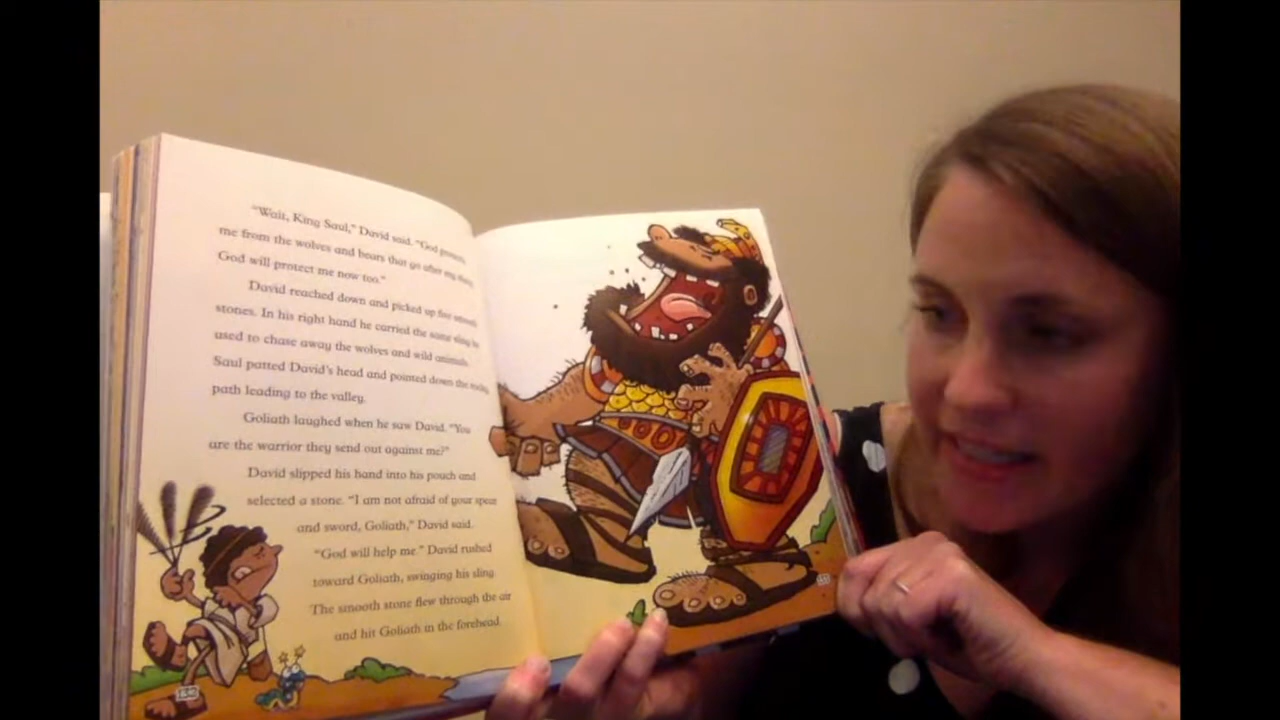 "Wait, King Saul," David said. "God protects
me from the wolves and bears that go after my sheep.
God will protect me now too."
David reached down and picked up five smooth
stones. In his right hand he carried the same sling he
used to chase away the wolves and wild animals.
Saul patted David's head and pointed down the rocky
path leading to the valley.
Goliath laughed when he saw David. "You
are the warrior they send out against me?"
David slipped his hand into his pouch and
selected a stone. "I am not afraid of your spear
and sword, Goliath," David said.
"God will help me." David rushed
toward Goliath, swinging his sling.
The smooth stone flew through the air
and hit Goliath in the forehead.